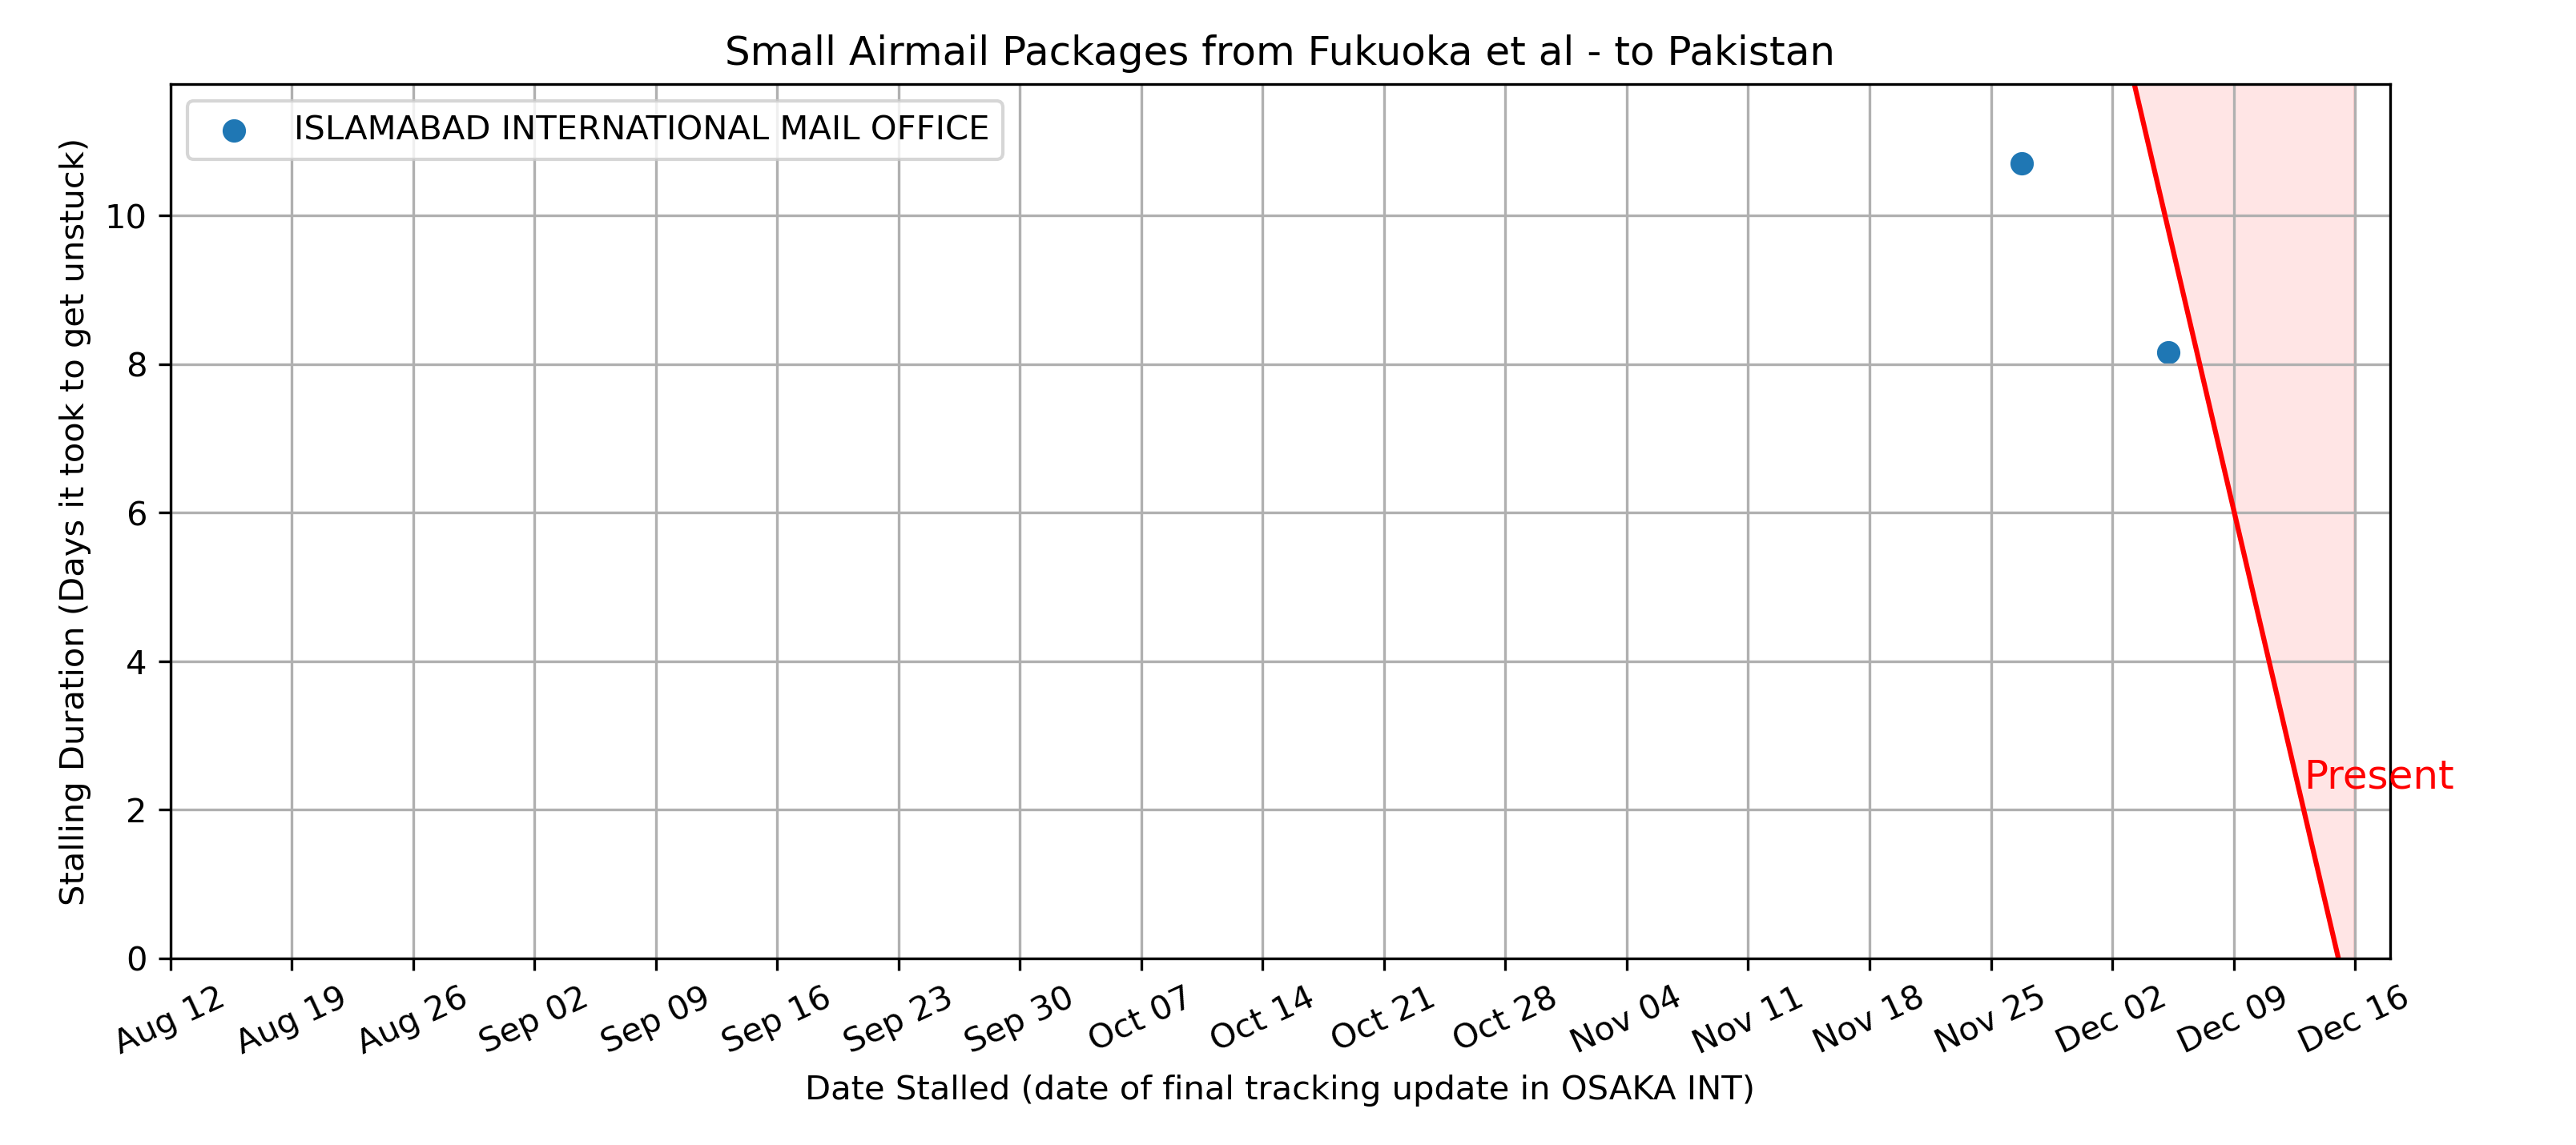 Small Airmail Packages from Fukuoka et al - to Pakistan
ISLAMABAD INTERNATIONAL MAIL OFFICE
Stalling Duration (Days it took to get unstuck)
10
8
6
4
2
0
Present
Aug 12
Aug 19
Aug 26
Sep 02
Sep 09
Sep 16
Sep 23
Sep 30
Oct 07
Oct 14
Oct 21
Oct 28
Nov 04
Nov 11
Nov 18
Nov 25
Dec 02
Dec 09
Dec 16
Date Stalled (date of final tracking update in OSAKA INT)